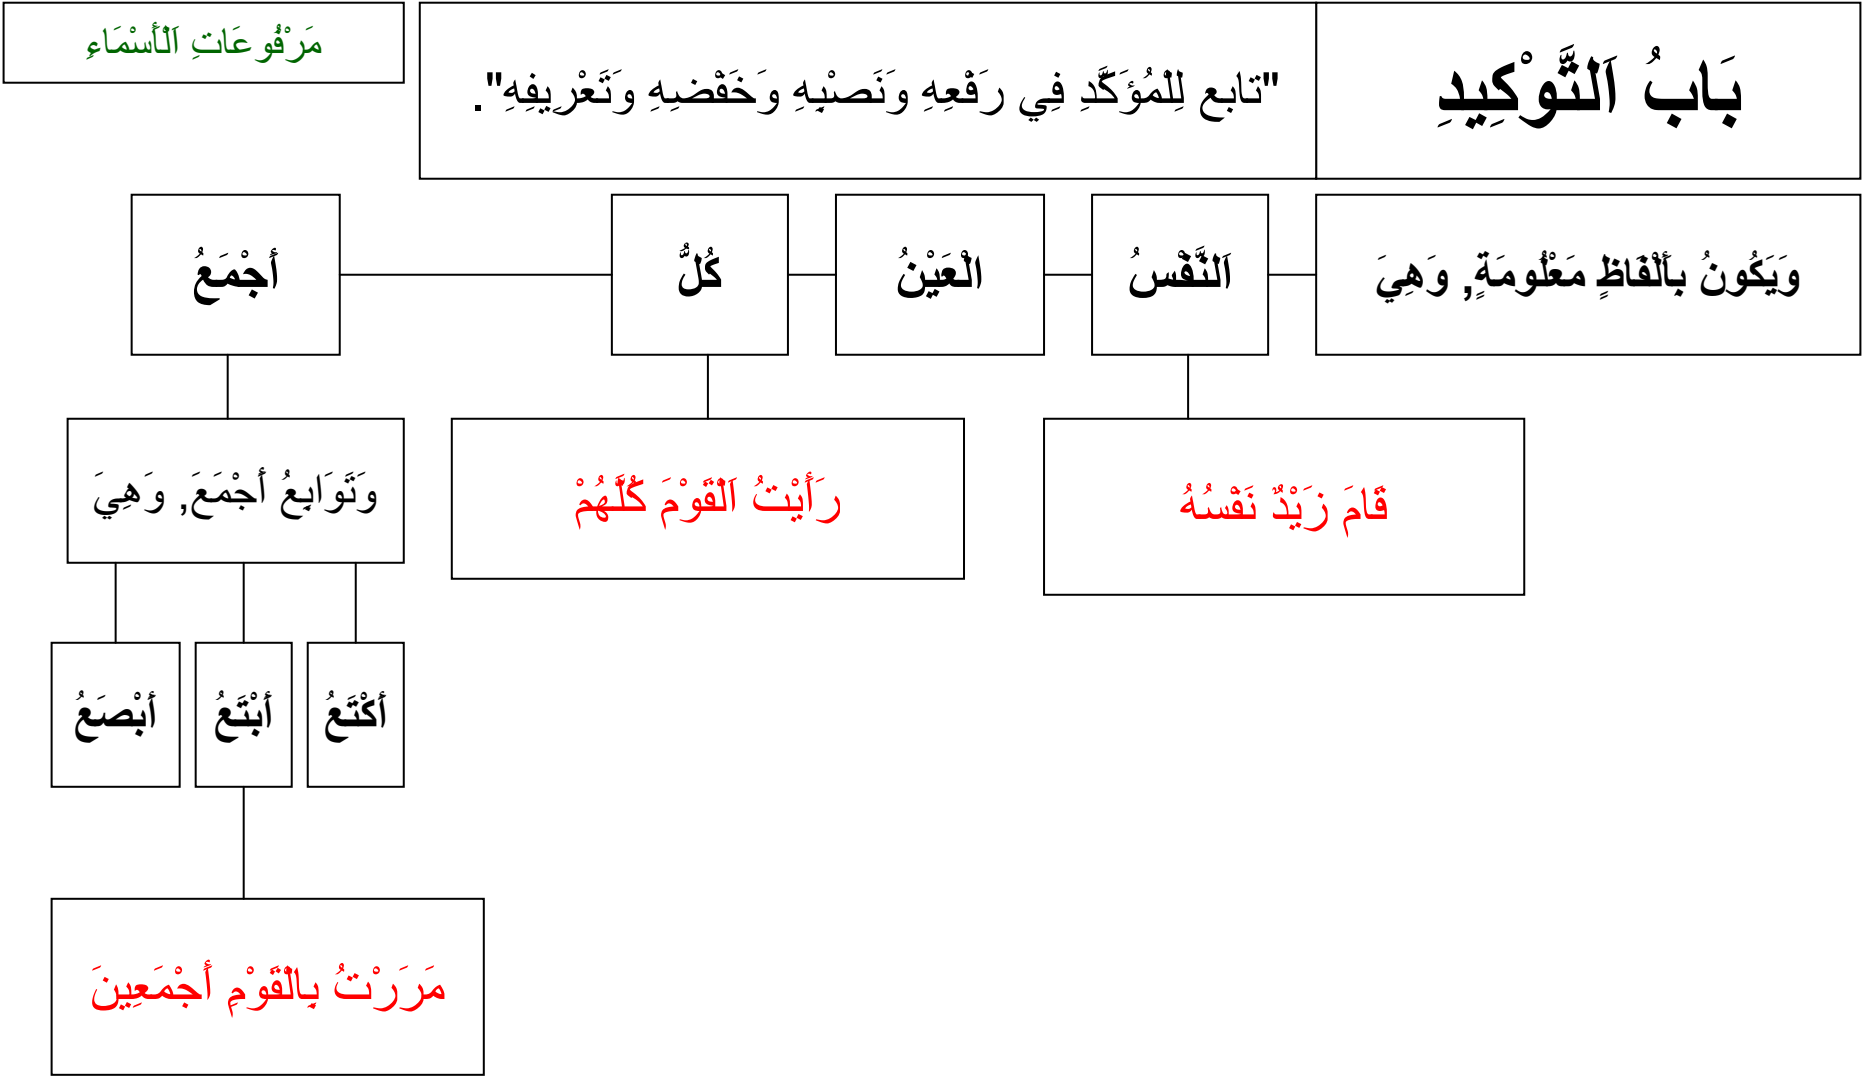 بَابُ اَلتَّوْكِيدِ
"تابع لِلْمُؤَكَّدِ فِي رَفْعِهِ وَنَصْبِهِ وَخَفْضِهِ وَتَعْرِيفِهِ".
مَرْفُوعَاتِ اَلْأَسْمَاءِ
وَيَكُونُ بِأَلْفَاظٍ مَعْلُومَةٍ, وَهِيَ
اَلنَّفْسُ
الْعَيْنُ
كُلُّ
أَجْمَعُ
قَامَ زَيْدٌ نَفْسُهُ
رَأَيْتُ اَلْقَوْمَ كُلَّهُمْ
وَتَوَابِعُ أَجْمَعَ, وَهِيَ
أَكْتَعُ
أَبْتَعُ
أَبْصَعُ
مَرَرْتُ بِالْقَوْمِ أَجْمَعِينَ